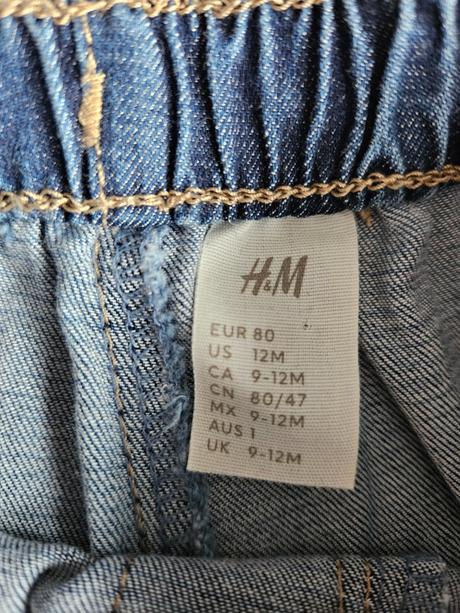 H&M
EUR 80
US 12M
CA 9-12M
CN 80/47
MX 9-12M
AUS 1
UK 9-12M